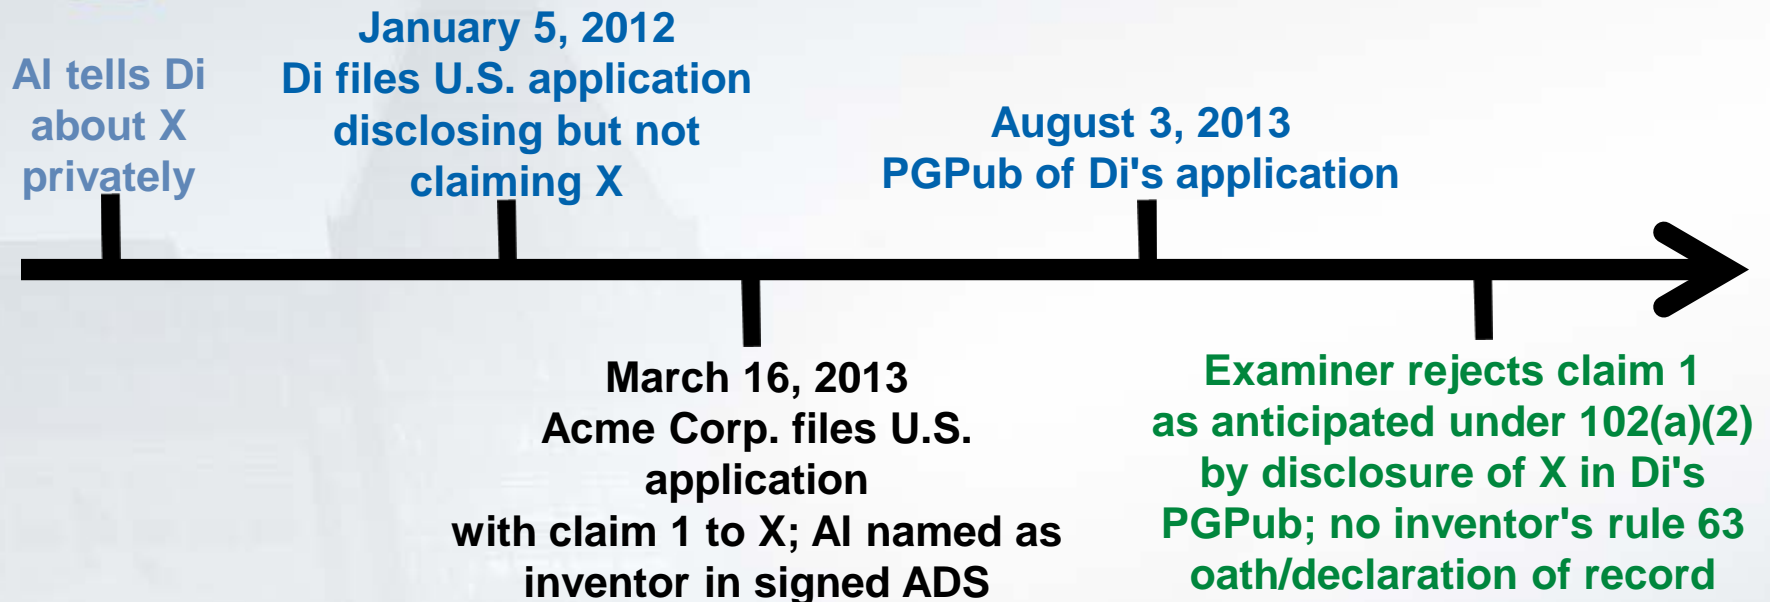 AI tells Di
about X
privately
January 5, 2012
Di files U.S. application
disclosing but not
claiming X
August 3, 2013
PGPub of Di's application
March 16, 2013
Acme Corp. files U.S.
application
with claim 1 to X; Al named as
inventor in signed ADS
Examiner rejects claim 1
as anticipated under 102(a)(2)
by disclosure of X in Di's
PGPub; no inventor's rule 63
oath/declaration of record